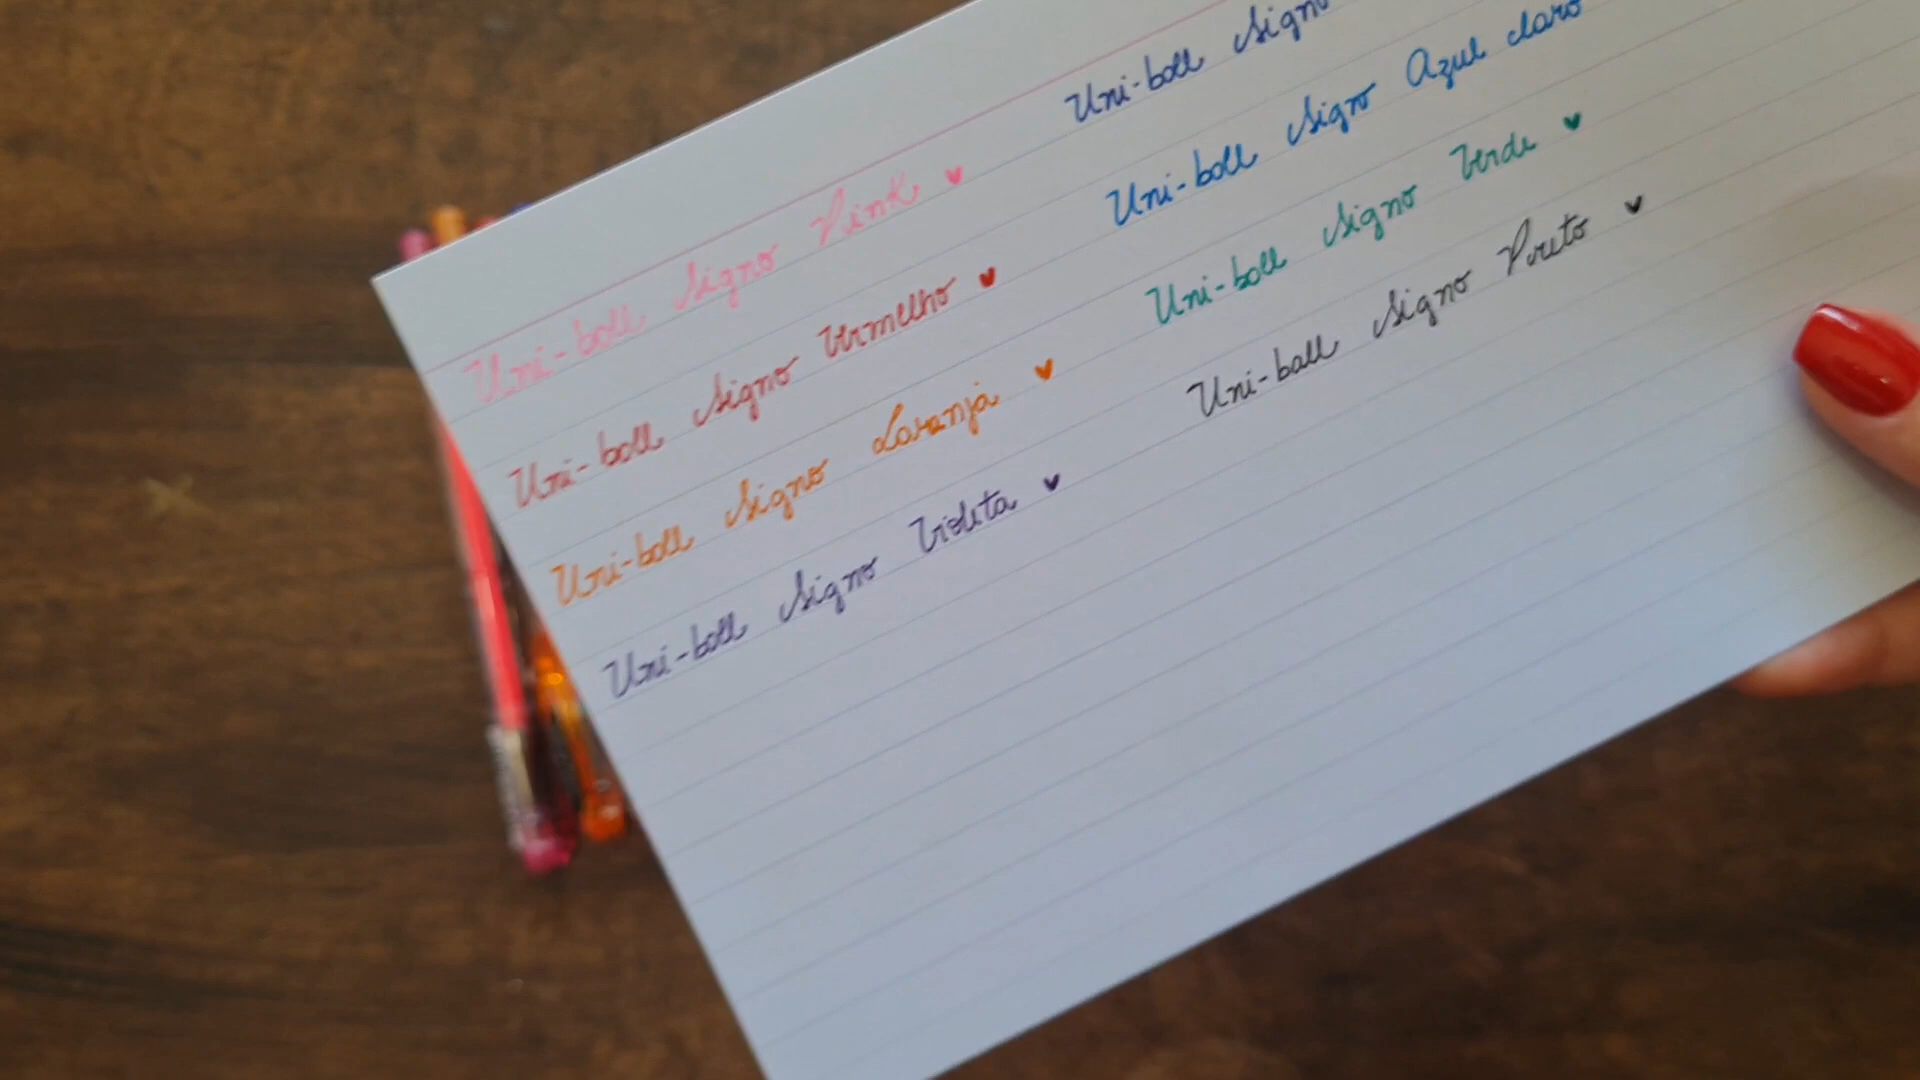 Uni-ball Signo Pink
Uni-ball Signo Vermelho
Uni-ball Signo Laranja
Uni-ball Signo Violeta
Uni-ball Signo
Uni-ball Signo Azul claro
Uni-ball Signo Verde
Uni-ball Signo Preto